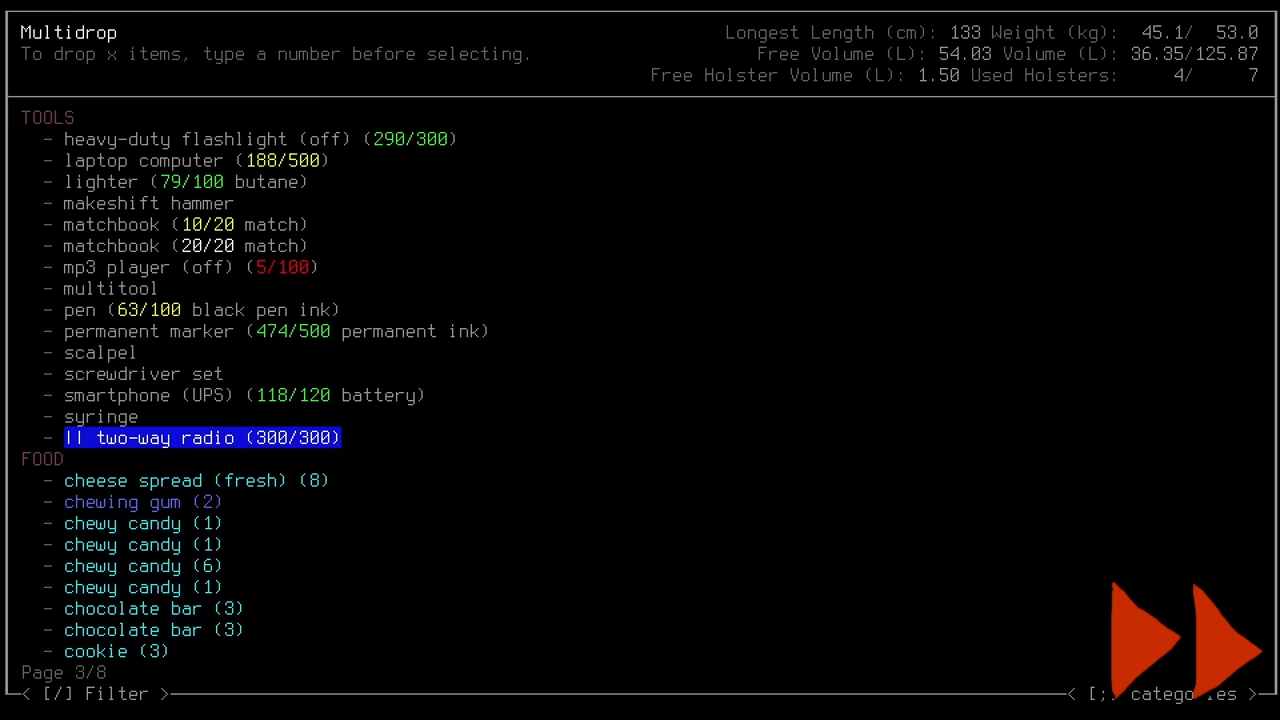 Multidrop
To drop x items, type a number before selecting.
Longest Length (cm): 133 Weight (kg): 45.1/ 53.0
Free Volume (L): 54.03 Volume (L): 36.35/125.87
Free Holster Volume (L): 1.50 Used Holsters: 4/ 7
TOOLS
- heavy-duty flashlight (off) (290/300)
- laptop computer (188/500)
- lighter (79/100 butane)
- makeshift hammer
- matchbook (10/20 match)
- matchbook (20/20 match)
- mp3 player (off) (5/100)
- multitool
- pen (63/100 black pen ink)
- permanent marker (474/500 permanent ink)
- scalpel
- screwdriver set
- smartphone (UPS) (118/120 battery)
- syringe
- || two-way radio (300/300)
FOOD
- cheese spread (fresh) (8)
- chewing gum (2)
- chewy candy (1)
- chewy candy (1)
- chewy candy (6)
- chewy candy (1)
- chocolate bar (3)
- chocolate bar (3)
- cookie (3)
Page 3/8
< [/] Filter >
< [;] categories >